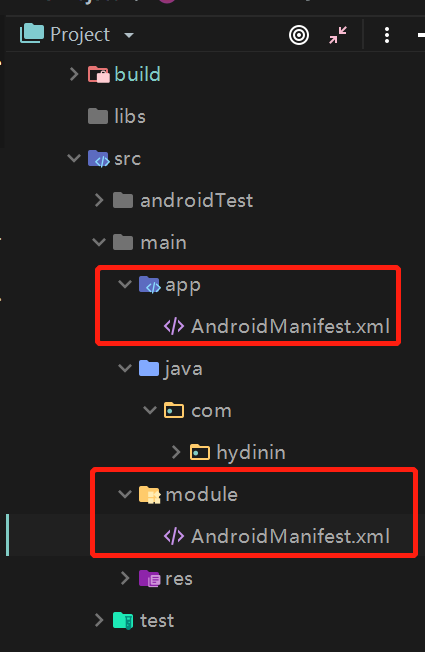 Project
build
libs
src
androidTest
main
app
AndroidManifest.xml
java
com
hydinin
module
AndroidManifest.xml
res
test